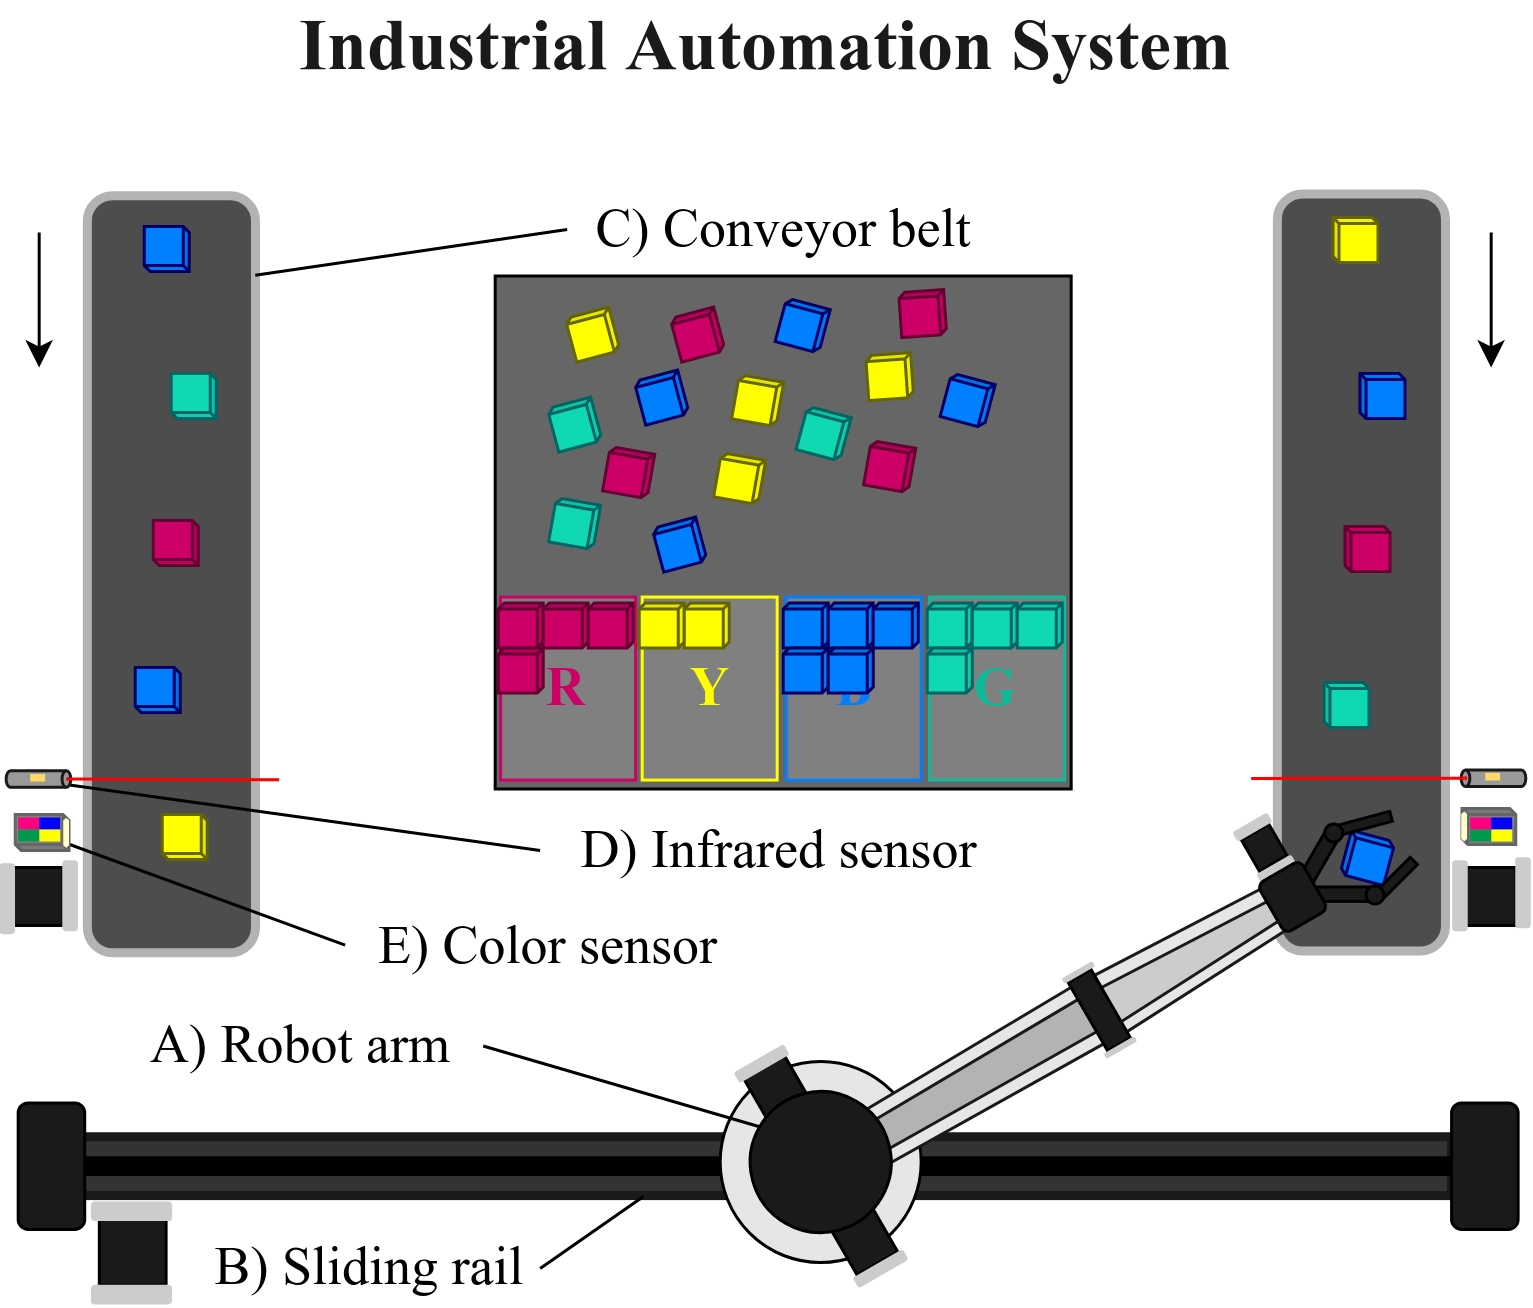 Industrial Automation System
C) Conveyor belt
R
Y
B
G
D) Infrared sensor
E) Color sensor
A) Robot arm
B) Sliding rail